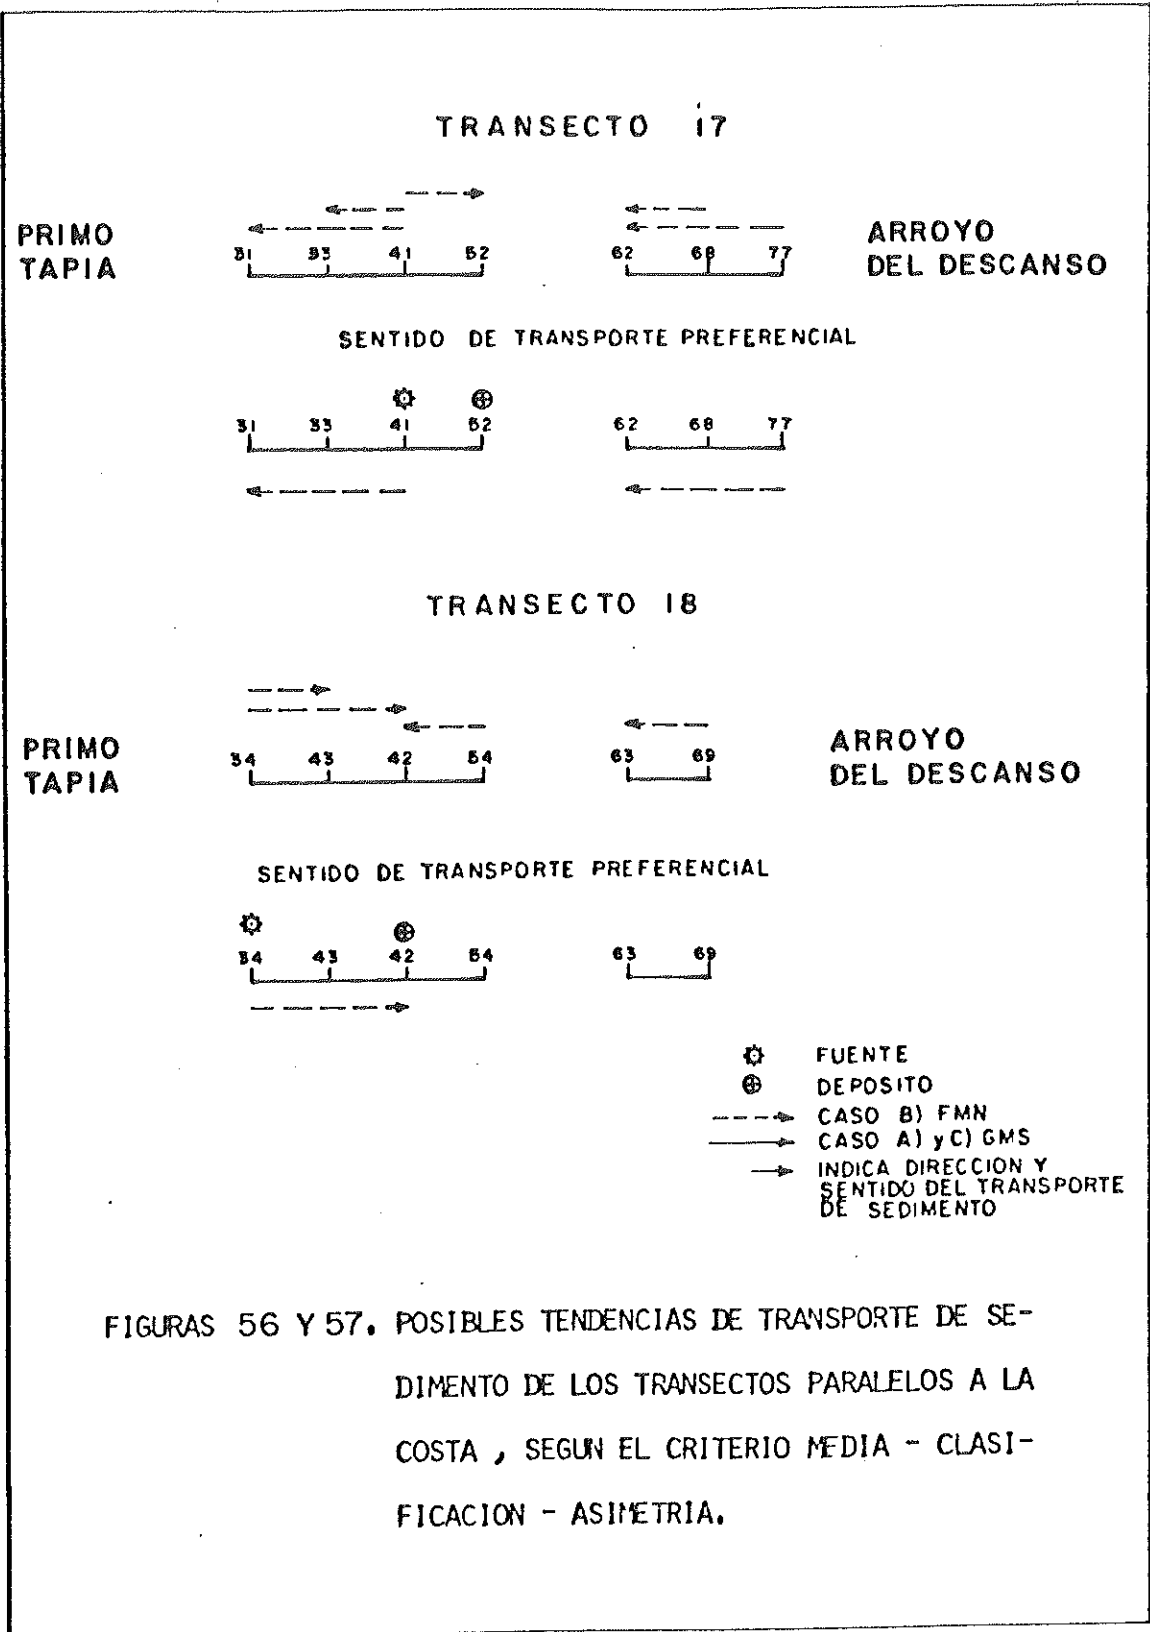 TRANSECTO 17
PRIMO TAPIA
ARROYO DEL DESCANSO
31 33 41 52 62 68 77
SENTIDO DE TRANSPORTE PREFERENCIAL
31 33 41 52 62 68 77
TRANSECTO 18
PRIMO TAPIA
ARROYO DEL DESCANSO
34 43 42 54 63 69
SENTIDO DE TRANSPORTE PREFERENCIAL
34 43 42 54 63 69
FUENTE
DEPOSITO
CASO B) FMN
CASO A) y C) GMS
INDICA DIRECCION Y
SENTIDO DEL TRANSPORTE
DE SEDIMENTO
FIGURAS 56 Y 57. POSIBLES TENDENCIAS DE TRANSPORTE DE SE-
DIMENTO DE LOS TRANSECTOS PARALELOS A LA
COSTA , SEGUN EL CRITERIO MEDIA - CLASI-
FICACION - ASIMETRIA.